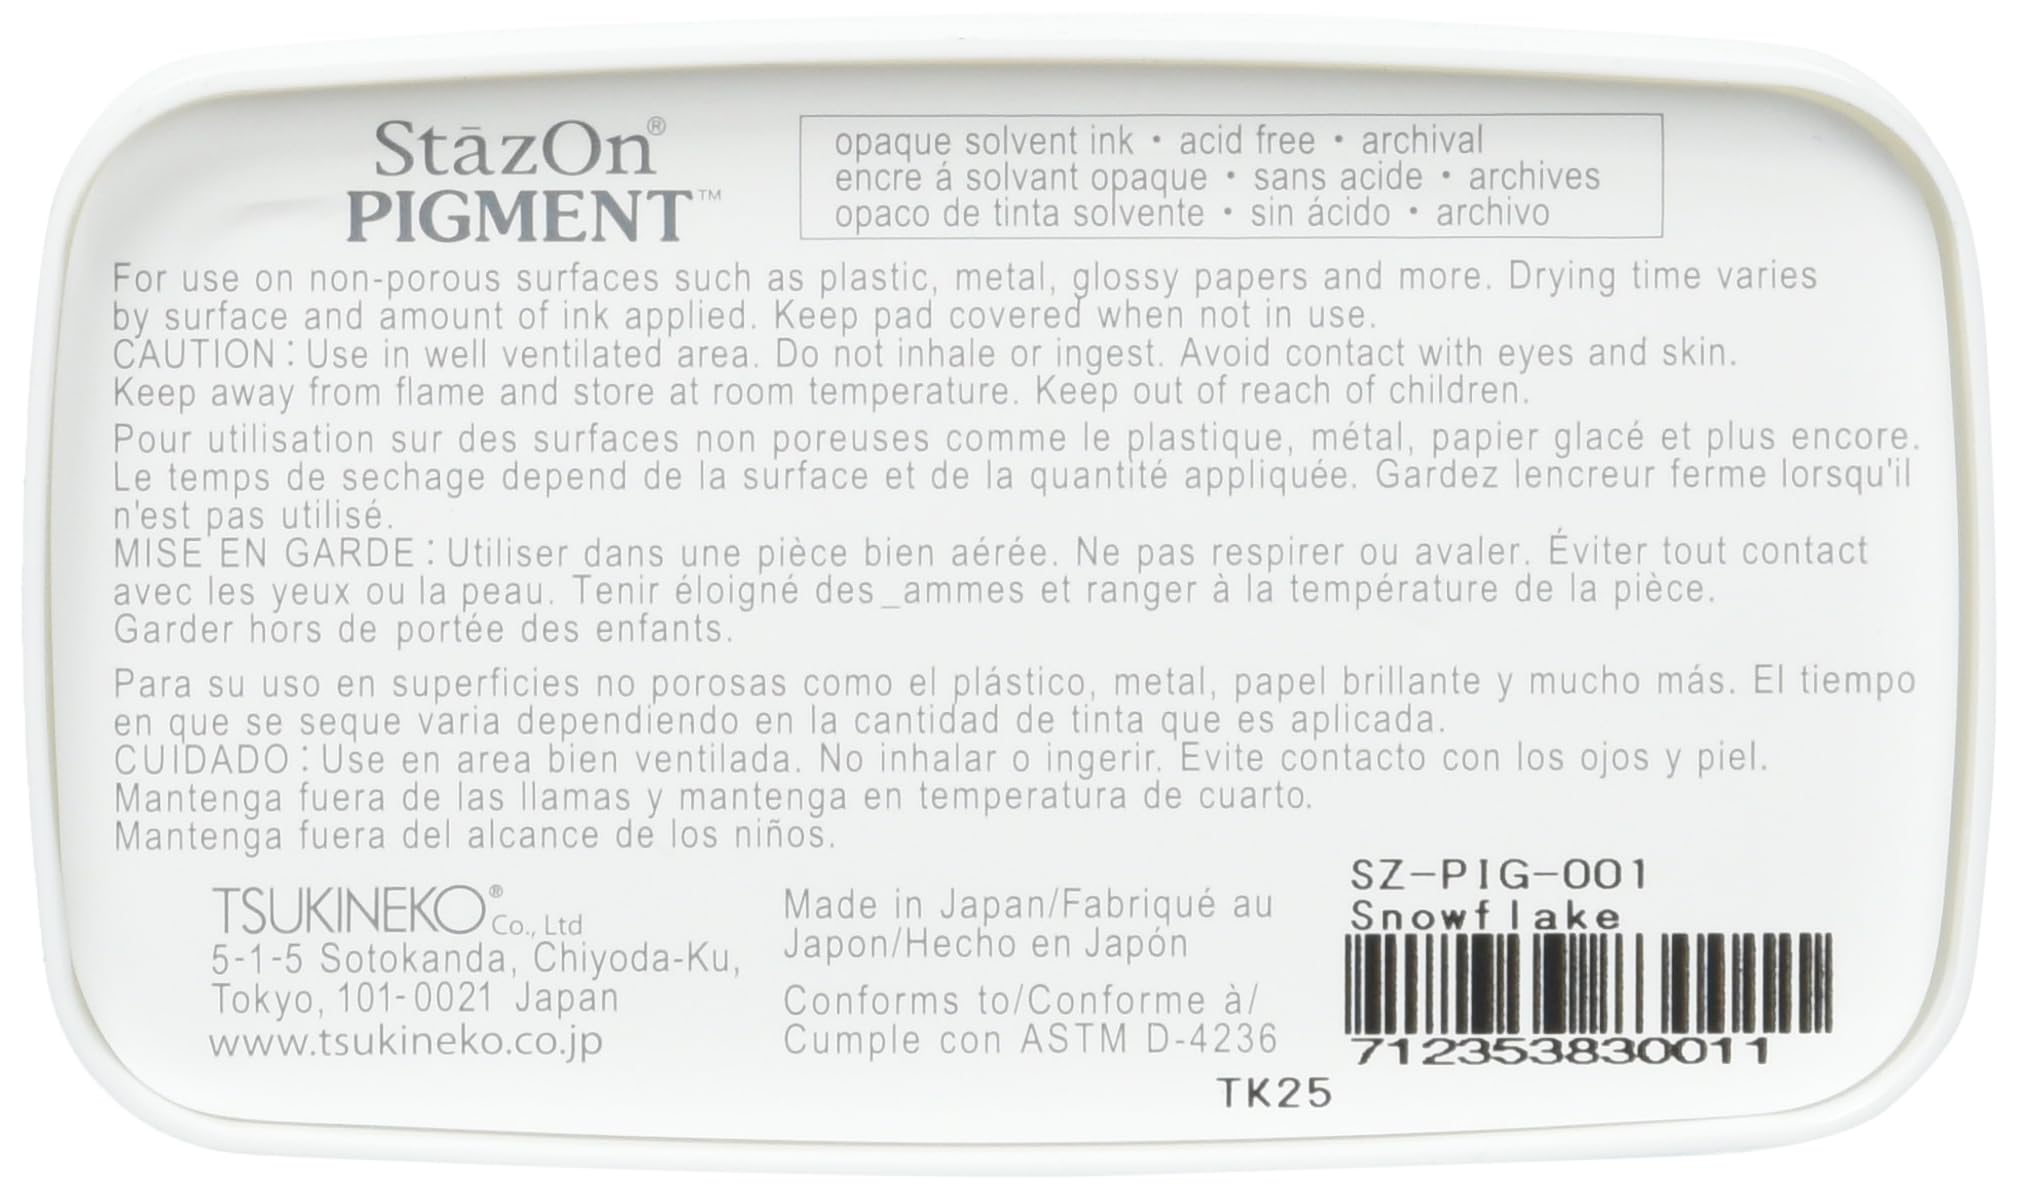 StāzOn®
PIGMENT™
opaque solvent ink • acid free • archival
encre á solvant opaque • sans acide • archives
opaco de tinta solvente • sin ácido • archivo
For use on non-porous surfaces such as plastic, metal, glossy papers and more. Drying time varies
by surface and amount of ink applied. Keep pad covered when not in use.
CAUTION : Use in well ventilated area. Do not inhale or ingest. Avoid contact with eyes and skin.
Keep away from flame and store at room temperature. Keep out of reach of children.
Pour utilisation sur des surfaces non poreuses comme le plastique, métal, papier glacé et plus encore.
Le temps de sechage depend de la surface et de la quantité appliquée. Gardez lencreur ferme lorsqu'il
n'est pas utilisé.
MISE EN GARDE : Utiliser dans une pièce bien aérée. Ne pas respirer ou avaler. Éviter tout contact
avec les yeux ou la peau. Tenir éloigné des_ammes et ranger à la température de la pièce.
Garder hors de portée des enfants.
Para su uso en superficies no porosas como el plástico, metal, papel brillante y mucho más. El tiempo
en que se seque varia dependiendo en la cantidad de tinta que es aplicada.
CUIDADO : Use en area bien ventilada. No inhalar o ingerir. Evite contacto con los ojos y piel.
Mantenga fuera de las llamas y mantenga en temperatura de cuarto.
Mantenga fuera del alcance de los niños.
TSUKINEKO® Co., Ltd
5-1-5 Sotokanda, Chiyoda-Ku,
Tokyo, 101-0021 Japan
www.tsukineko.co.jp
Made in Japan/Fabriqué au
Japon/Hecho en Japón
Conforms to/Conforme à/
Cumple con ASTM D-4236
SZ-PIG-001
Snowflake
712353830011
TK25